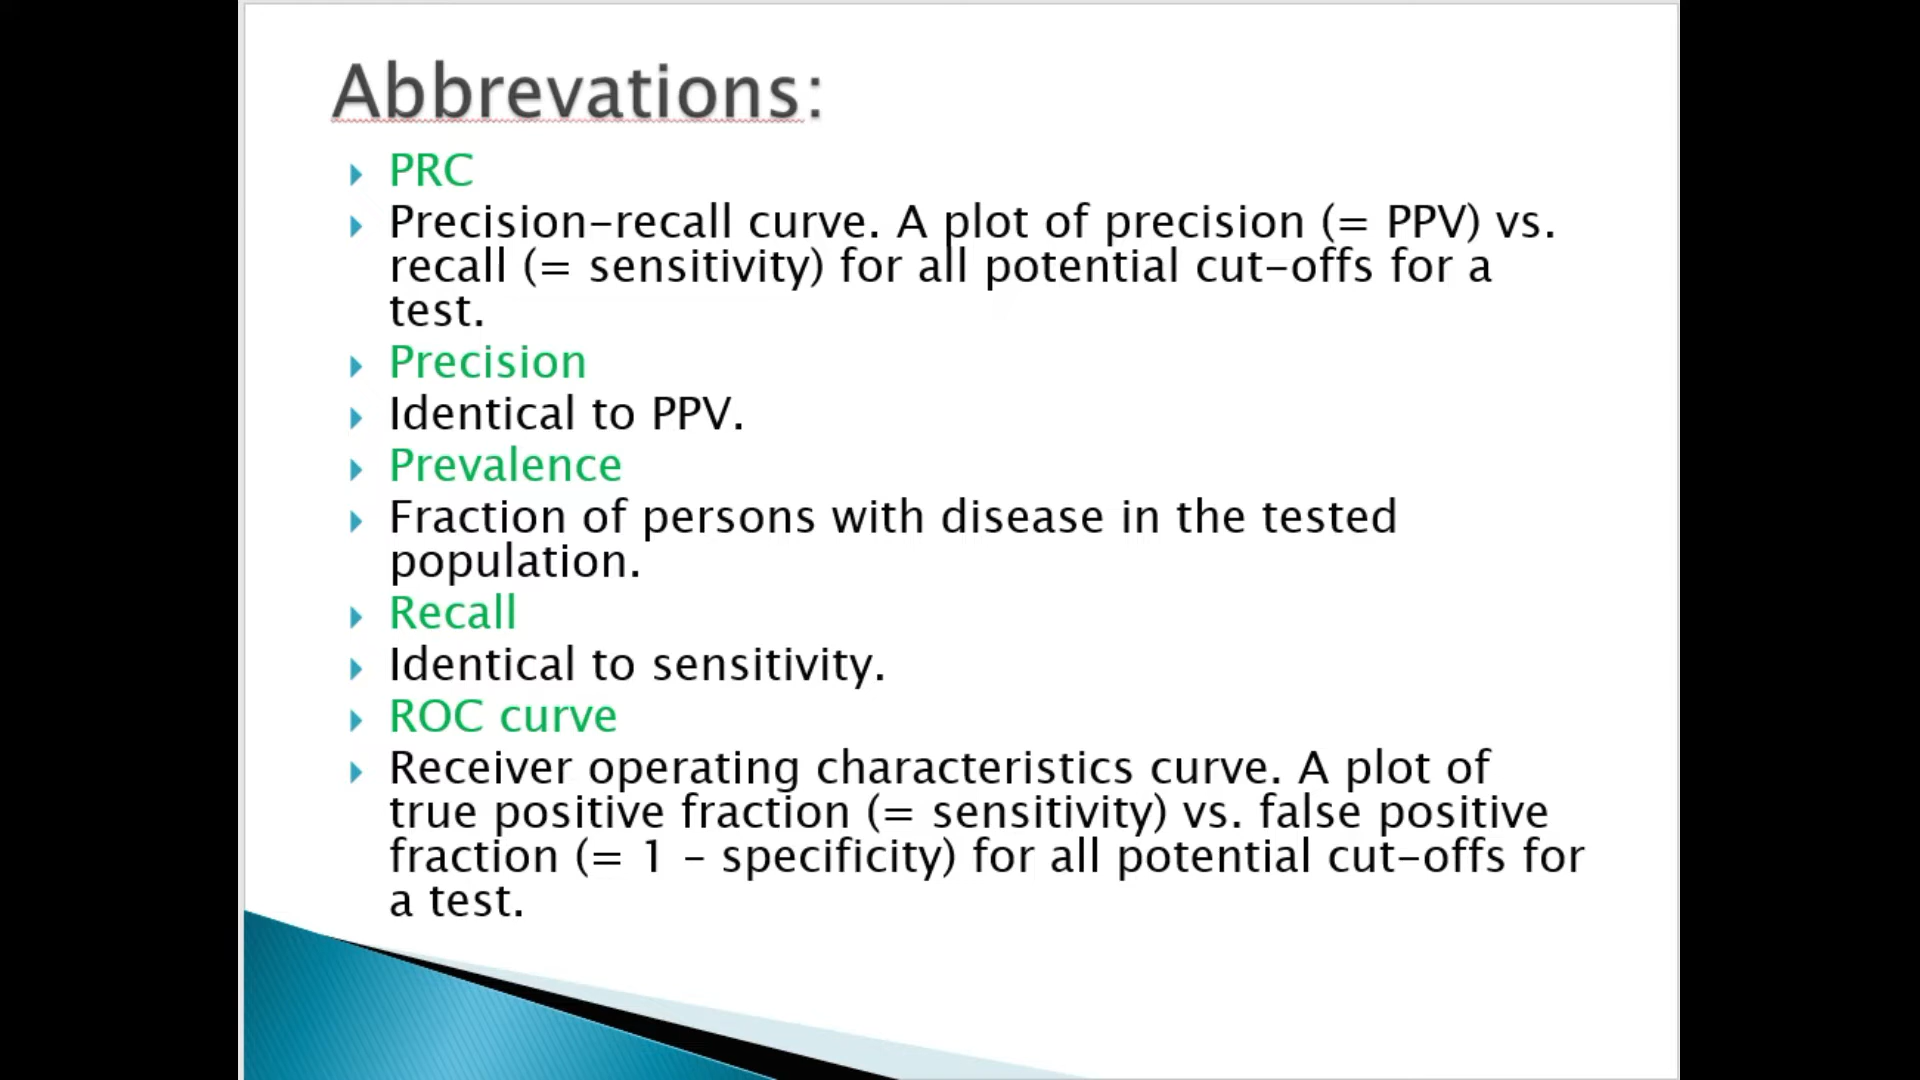 Abbrevations:
PRC
Precision-recall curve. A plot of precision (= PPV) vs.
recall (= sensitivity) for all potential cut-offs for a
test.
Precision
Identical to PPV.
Prevalence
Fraction of persons with disease in the tested
population.
Recall
Identical to sensitivity.
ROC curve
Receiver operating characteristics curve. A plot of
true positive fraction (= sensitivity) vs. false positive
fraction (= 1 – specificity) for all potential cut-offs for
a test.